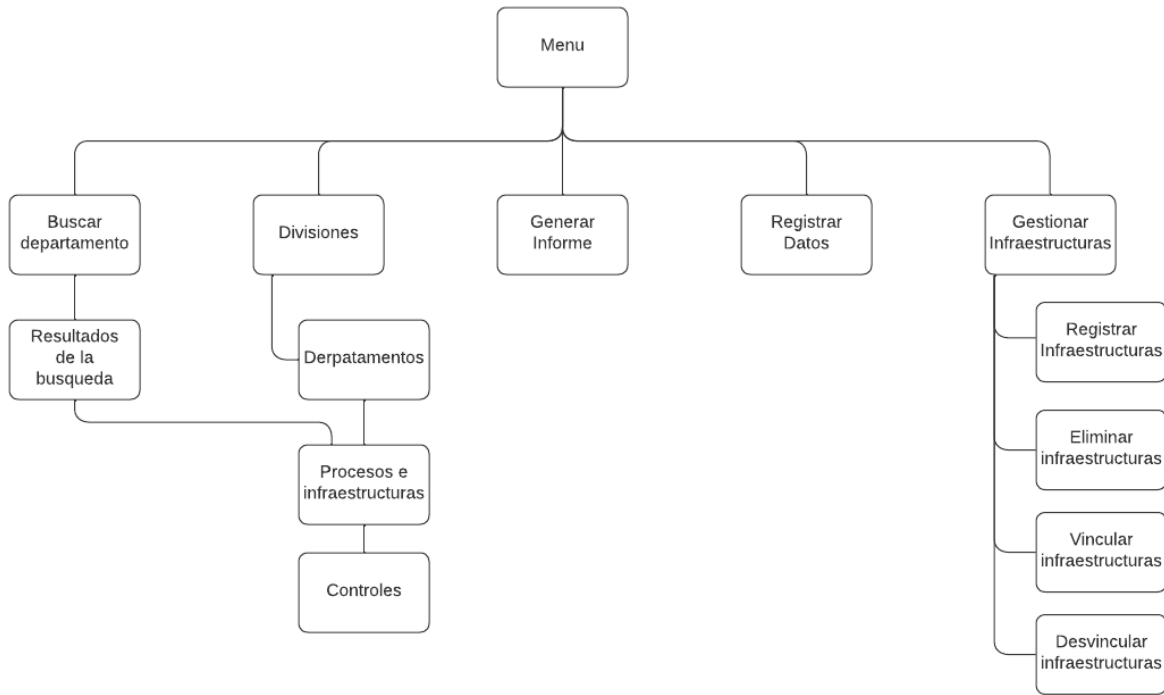 Menu
Buscar
departamento
Divisiones
Generar
Informe
Registrar
Datos
Gestionar
Infraestructuras
Resultados
de la
busqueda
Derpatamentos
Registrar
Infraestructuras
Eliminar
infraestructuras
Procesos e
infraestructuras
Vincular
infraestructuras
Controles
Desvincular
infraestructuras